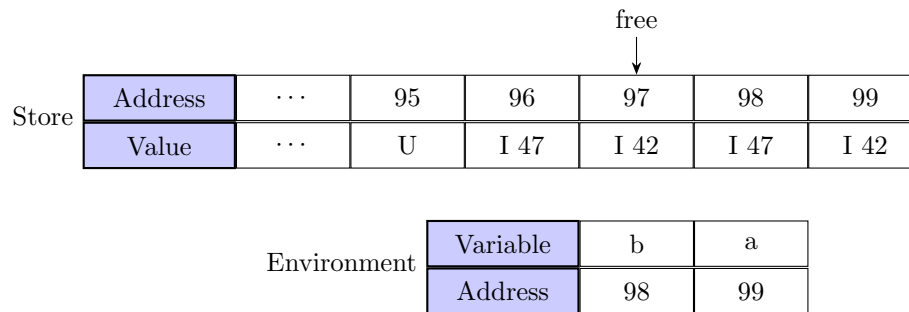 free
Store Address ⋯ 95 96 97 98 99
Value ⋯ U I 47 I 42 I 47 I 42
Environment Variable b a
Address 98 99